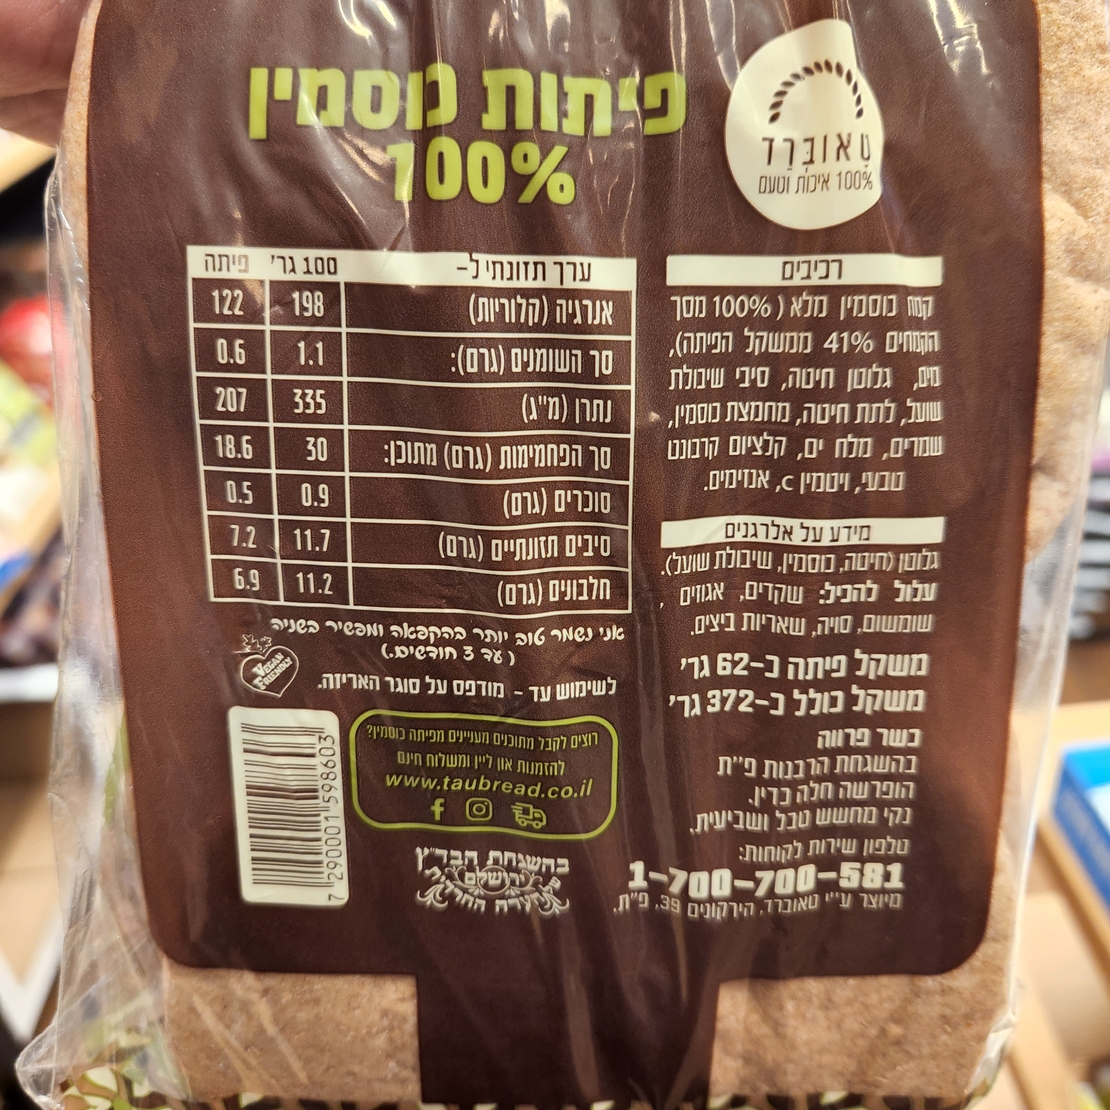 פיתות כוסמין
100%
טָאוּבְּרַד
100% איכות וטעם
רכיבים
קמח כוסמין מלא (100% מסך
הקמחים 41% ממשקל הפיתה),
מים, גלוטן חיטה, סיבי שיבולת
שועל, לתת חיטה, מחמצת כוסמין,
שמרים, מלח ים, קלציום קרבונט
טבעי, ויטמין C, אנזימים.
מידע על אלרגנים
גלוטן (חיטה, כוסמין, שיבולת שועל).
עלול להכיל: שקדים, אגוזים,
שומשום, סויה, שאריות ביצים.
משקל פיתה כ-62 גר'
משקל כולל כ-372 גר'
כשר פרווה
בהשגחת הרבנות פ"ת
הופרשה חלה כדין.
נקי מחשש טבל ושביעית.
טלפון שירות לקוחות:
1-700-700-581
מיוצר ע"י טאוברד, הירקונים 39, פ"ת.
ערך תזונתי ל- 100 גר' פיתה
אנרגיה (קלוריות) 198 122
סך השומנים (גרם): 1.1 0.6
נתרן (מ"ג) 335 207
סך הפחמימות (גרם) מתוכן: 30 18.6
סוכרים (גרם) 0.9 0.5
סיבים תזונתיים (גרם) 11.7 7.2
חלבונים (גרם) 11.2 6.9
אני נשמר טוב יותר בהקפאה ומפשיר בשניה
(עד 3 חודשים.)
VEGAN
FRIENDLY
לשימוש עד - מודפס על סוגר האריזה.
רוצים לקבל מתוכנים מעניינים מפיתה כוסמין?
להזמנות און ליין ומשלוח חינם
www.taubread.co.il
7 290001 598603
בהשגחת הבד"ץ
ירושלם